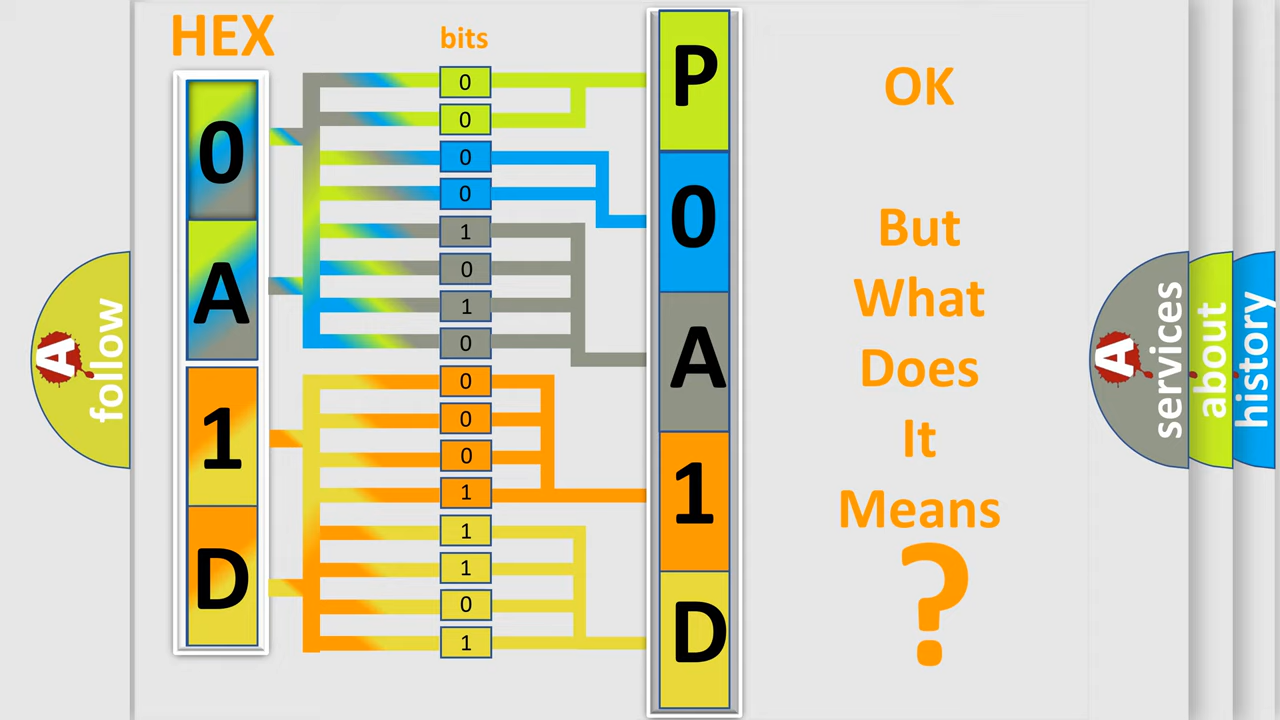 HEX
bits
0
A
1
D
0
0
0
0
1
0
1
0
0
0
0
1
1
1
0
1
P
0
A
1
D
OK
But
What
Does
It
Means
?
A
follow
A
services
about
history